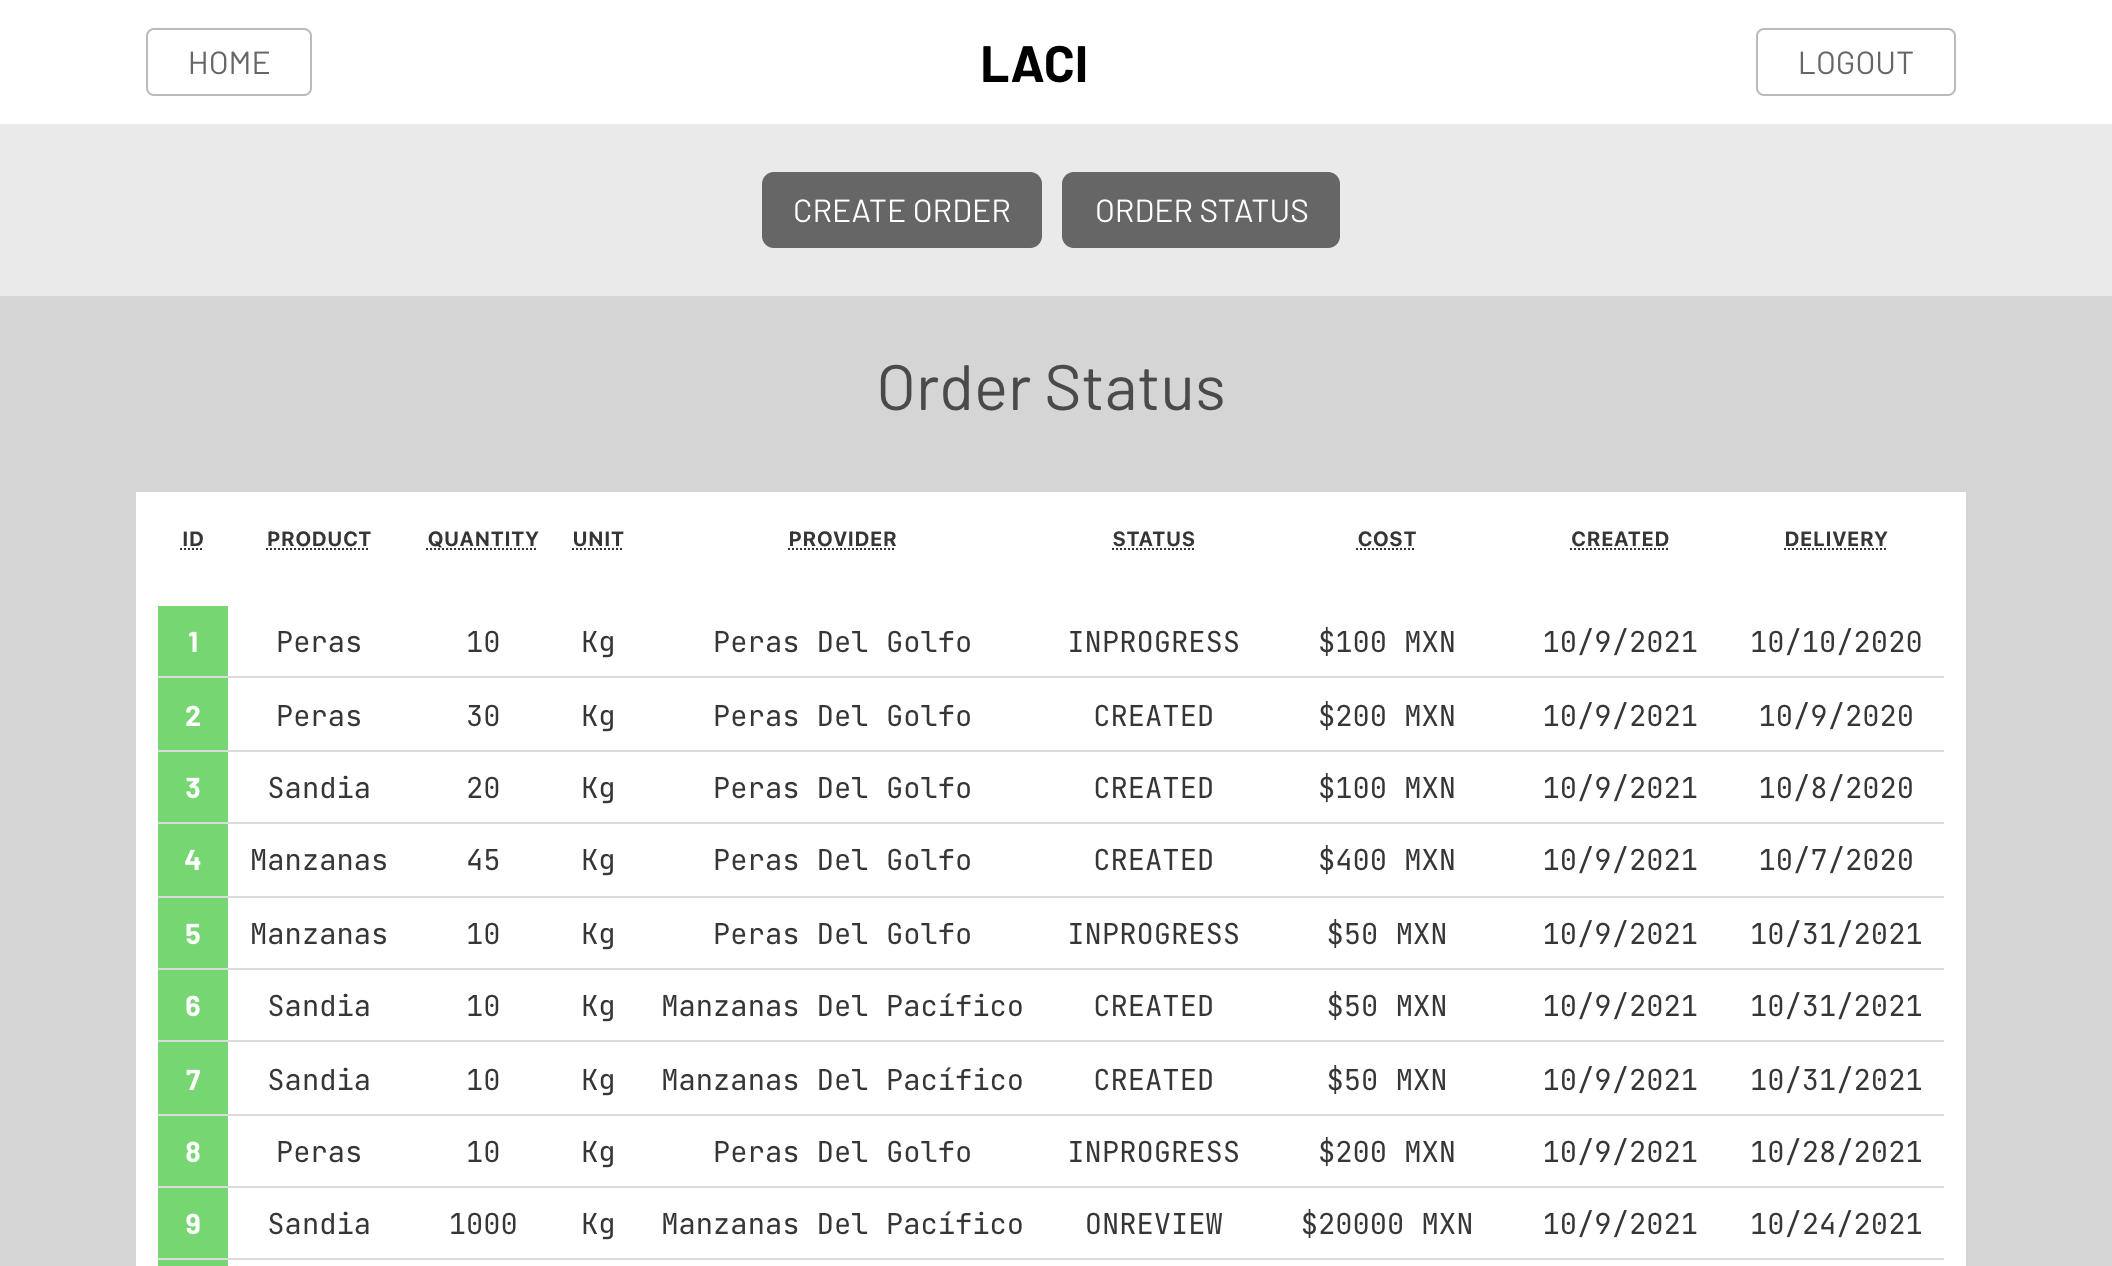 HOME LACI LOGOUT
CREATE ORDER ORDER STATUS
Order Status
ID PRODUCT QUANTITY UNIT PROVIDER STATUS COST CREATED DELIVERY
1 Peras 10 Kg Peras Del Golfo INPROGRESS $100 MXN 10/9/2021 10/10/2020
2 Peras 30 Kg Peras Del Golfo CREATED $200 MXN 10/9/2021 10/9/2020
3 Sandia 20 Kg Peras Del Golfo CREATED $100 MXN 10/9/2021 10/8/2020
4 Manzanas 45 Kg Peras Del Golfo CREATED $400 MXN 10/9/2021 10/7/2020
5 Manzanas 10 Kg Peras Del Golfo INPROGRESS $50 MXN 10/9/2021 10/31/2021
6 Sandia 10 Kg Manzanas Del Pacífico CREATED $50 MXN 10/9/2021 10/31/2021
7 Sandia 10 Kg Manzanas Del Pacífico CREATED $50 MXN 10/9/2021 10/31/2021
8 Peras 10 Kg Peras Del Golfo INPROGRESS $200 MXN 10/9/2021 10/28/2021
9 Sandia 1000 Kg Manzanas Del Pacífico ONREVIEW $20000 MXN 10/9/2021 10/24/2021